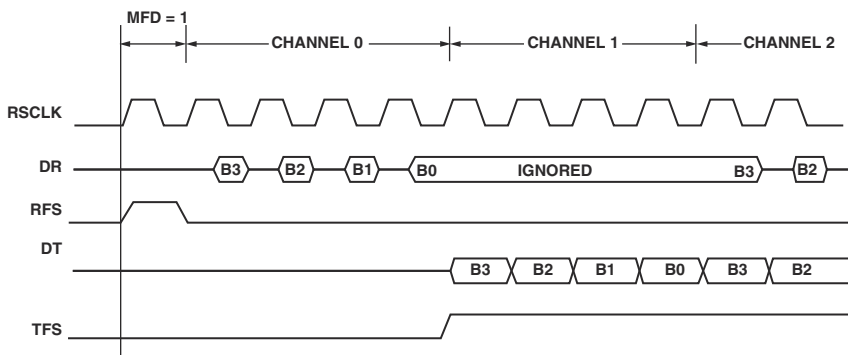 MFD = 1
CHANNEL 0 CHANNEL 1 CHANNEL 2
RSCLK
DR B3 B2 B1 B0 IGNORED B3 B2
RFS
DT
B3 B2 B1 B0 B3 B2
TFS